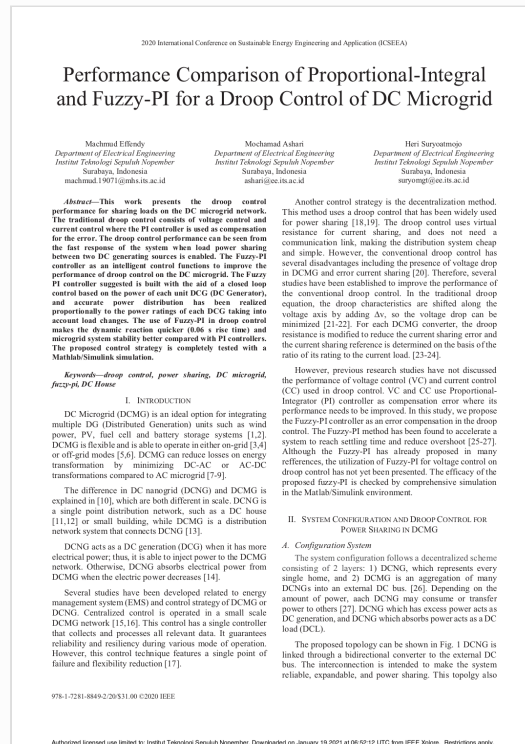 2020 International Conference on Sustainable Energy Engineering and Application (ICSEEA)
Performance Comparison of Proportional-Integral
and Fuzzy-PI for a Droop Control of DC Microgrid
Machmud Effendy
Department of Electrical Engineering
Institut Teknologi Sepuluh Nopember
Surabaya, Indonesia
machmud.19071@mhs.its.ac.id
Mochamad Ashari
Department of Electrical Engineering
Institut Teknologi Sepuluh Nopember
Surabaya, Indonesia
ashari@ee.its.ac.id
Heri Suryoatmojo
Department of Electrical Engineering
Institut Teknologi Sepuluh Nopember
Surabaya, Indonesia
suryomgt@ee.its.ac.id
Abstract—This work presents the droop control
performance for sharing loads on the DC microgrid network.
The traditional droop control consists of voltage control and
current control where the PI controller is used as compensation
for the error. The droop control performance can be seen from
the fast response of the system when load power sharing
between two DC generating sources is enabled. The Fuzzy-PI
controller as an intelligent control functions to improve the
performance of droop control on the DC microgrid. The Fuzzy
PI controller suggested is built with the aid of a closed loop
control based on the power of each unit DCG (DC Generator),
and accurate power distribution has been realized
proportionally to the power ratings of each DCG taking into
account load changes. The use of Fuzzy-PI in droop control
makes the dynamic reaction quicker (0.06 s rise time) and
microgrid system stability better compared with PI controllers.
The proposed control strategy is completely tested with a
Mathlab/Simulink simulation.
Keywords—droop control, power sharing, DC microgrid,
fuzzy-pi, DC House
I. INTRODUCTION
DC Microgrid (DCMG) is an ideal option for integrating
multiple DG (Distributed Generation) units such as wind
power, PV, fuel cell and battery storage systems [1,2].
DCMG is flexible and is able to operate in either on-grid [3,4]
or off-grid modes [5,6]. DCMG can reduce losses on energy
transformation by minimizing DC-AC or AC-DC
transformations compared to AC microgrid [7-9].
The difference in DC nanogrid (DCNG) and DCMG is
explained in [10], which are both different in scale. DCNG is
a single point distribution network, such as a DC house
[11,12] or small building, while DCMG is a distribution
network system that connects DCNG [13].
DCNG acts as a DC generation (DCG) when it has more
electrical power; thus, it is able to inject power to the DCMG
network. Otherwise, DCNG absorbs electrical power from
DCMG when the electric power decreases [14].
Several studies have been developed related to energy
management system (EMS) and control strategy of DCMG or
DCNG. Centralized control is operated in a small scale
DCMG network [15,16]. This control has a single controller
that collects and processes all relevant data. It guarantees
reliability and resiliency during various mode of operation.
However, this control technique features a single point of
failure and flexibility reduction [17].
Another control strategy is the decentralization method.
This method uses a droop control that has been widely used
for power sharing [18,19]. The droop control uses virtual
resistance for current sharing, and does not need a
communication link, making the distribution system cheap
and simple. However, the conventional droop control has
several disadvantages including the presence of voltage drop
in DCMG and error current sharing [20]. Therefore, several
studies have been established to improve the performance of
the conventional droop control. In the traditional droop
equation, the droop characteristics are shifted along the
voltage axis by adding Δv, so the voltage drop can be
minimized [21-22]. For each DCMG converter, the droop
resistance is modified to reduce the current sharing error and
the current sharing reference is determined on the basis of the
ratio of its rating to the current load. [23-24].
However, previous research studies have not discussed
the performance of voltage control (VC) and current control
(CC) used in droop control. VC and CC use Proportional-
Integrator (PI) controller as compensation error where its
performance needs to be improved. In this study, we propose
the Fuzzy-PI controller as an error compensation in the droop
control. The Fuzzy-PI method has been found to accelerate a
system to reach settling time and reduce overshoot [25-27].
Although the Fuzzy-PI has already proposed in many
refferences, the utilization of Fuzzy-PI for voltage control on
droop control has not yet been presented. The efficacy of the
proposed fuzzy-PI is checked by comprehensive simulation
in the Matlab/Simulink environment.
II. SYSTEM CONFIGURATION AND DROOP CONTROL FOR
POWER SHARING IN DCMG
A. Configuration System
The system configuration follows a decentralized scheme
consisting of 2 layers: 1) DCNG, which represents every
single home, and 2) DCMG is an aggregation of many
DCNGs into an external DC bus. [26]. Depending on the
amount of power, aach DCNG may consume or transfer
power to others [27]. DCNG which has excess power acts as
DC generation, and DCNG which absorbs power acts as a DC
load (DCL).
The proposed topology can be shown in Fig. 1 DCNG is
linked through a bidirectional converter to the external DC
bus. The interconnection is intended to make the system
reliable, expandable, and power sharing. This topolgy also
978-1-7281-8849-2/20/$31.00 ©2020 IEEE
Authorized licensed use limited to: Institut Teknologi Sepuluh Nopember. Downloaded on January 19,2021 at 06:52:12 UTC from IEEE Xplore. Restrictions apply.